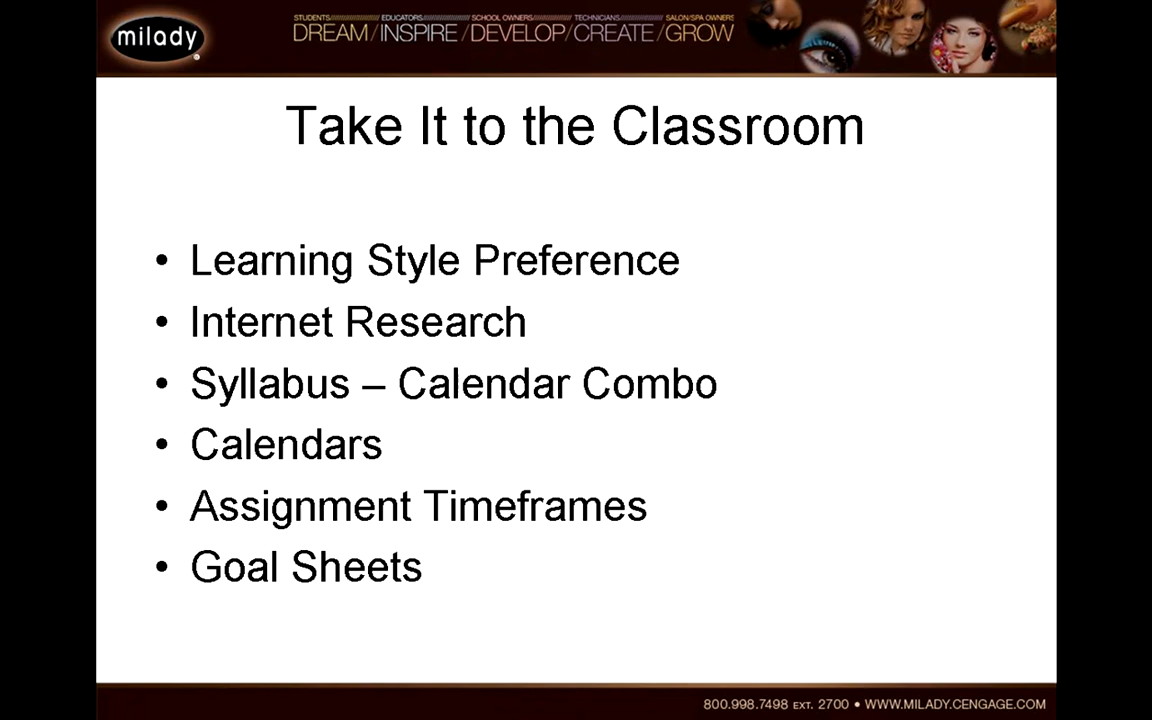 milady
STUDENTS EDUCATORS SCHOOL OWNERS TECHNICIANS SALON/SPA OWNERS
DREAM/INSPIRE/DEVELOP/CREATE/GROW
Take It to the Classroom
• Learning Style Preference
• Internet Research
• Syllabus – Calendar Combo
• Calendars
• Assignment Timeframes
• Goal Sheets
800.998.7498 EXT. 2700 • WWW.MILADY.CENGAGE.COM